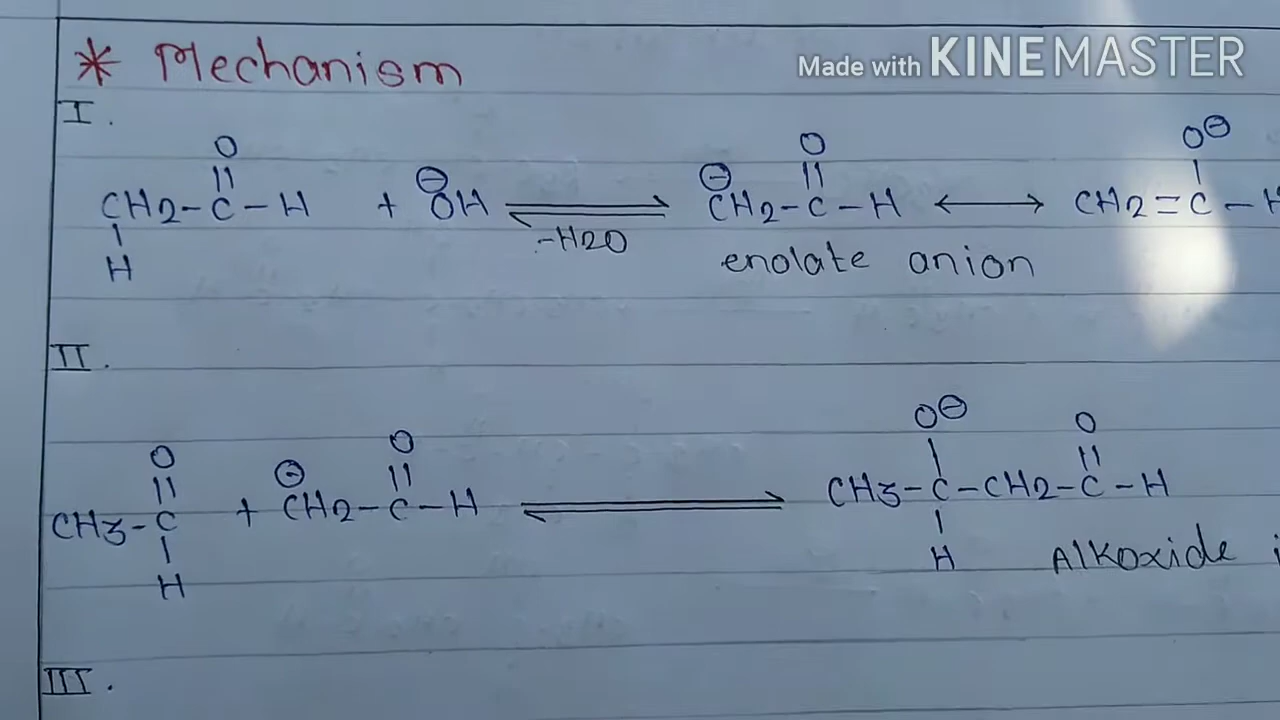 * Mechanism
Made with KINEMASTER
I.
O O O⊖
|| || |
CH2-C-H + ⊖OH ⇌ ⊖CH2-C-H ↔ CH2=C-H
| -H2O
H enolate anion
II.
O⊖ O
O O | ||
|| || CH3-C-CH2-C-H
CH3-C + ⊖CH2-C-H ⇌
| |
H H Alkoxide
III.